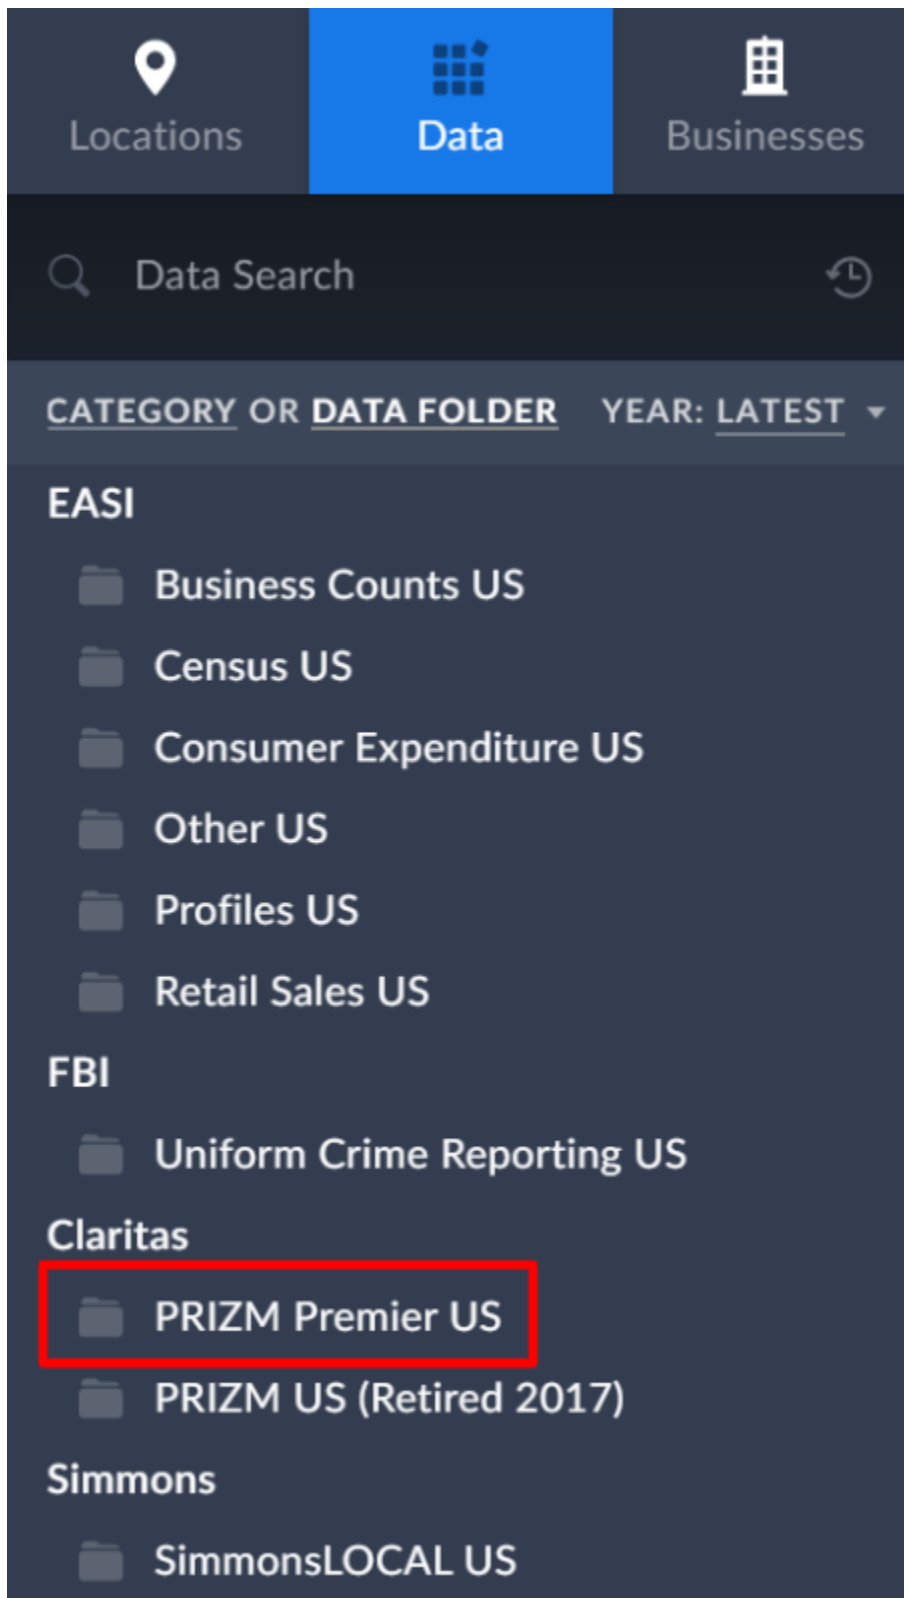 Locations Data Businesses
Data Search
CATEGORY OR DATA FOLDER YEAR: LATEST
EASI
Business Counts US
Census US
Consumer Expenditure US
Other US
Profiles US
Retail Sales US
FBI
Uniform Crime Reporting US
Claritas
PRIZM Premier US
PRIZM US (Retired 2017)
Simmons
SimmonsLOCAL US